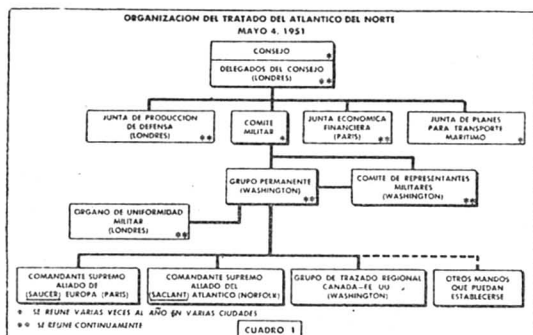 ORGANIZACION DEL TRATADO DEL ATLANTICO DEL NORTE
MAYO 4, 1951
CONSEJO *
DELEGADOS DEL CONSEJO
(LONDRES) **
JUNTA DE PRODUCCION
DE DEFENSA
(LONDRES) **
COMITE
MILITAR *
JUNTA ECONOMICA
FINANCIERA
(PARIS) **
JUNTA DE PLANES
PARA TRANSPORTE
MARITIMO *
GRUPO PERMANENTE
(WASHINGTON) **
COMITE DE REPRESENTANTES
MILITARES
(WASHINGTON) **
ORGANO DE UNIFORMIDAD
MILITAR
(LONDRES) **
COMANDANTE SUPREMO
ALIADO DE
(SAUCER) EUROPA (PARIS)
COMANDANTE SUPREMO
ALIADO DEL
(SACLANT) ATLANTICO (NORFOLK)
GRUPO DE TRAZADO REGIONAL
CANADA-EE UU
(WASHINGTON)
OTROS MANDOS
QUE PUEDAN
ESTABLECERSE
* SE REUNE VARIAS VECES AL AÑO EN VARIAS CIUDADES
** SE REUNE CONTINUAMENTE
CUADRO 1